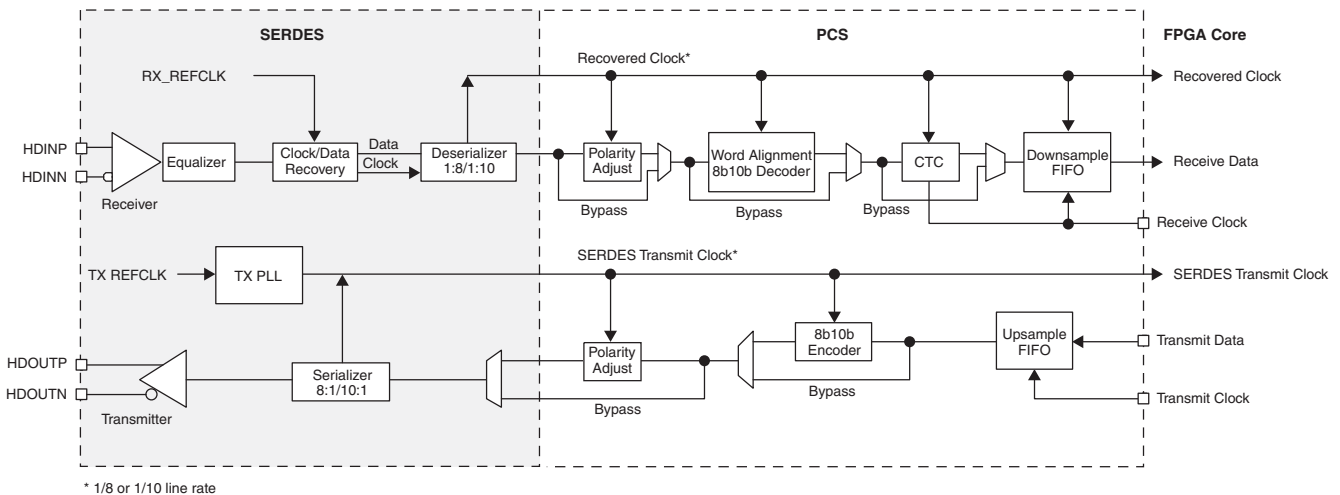 SERDES
PCS
FPGA Core
RX_REFCLK
Recovered Clock*
Recovered Clock
HDINP
HDINN
Receiver
Equalizer
Clock/Data
Recovery
Data
Clock
Deserializer
1:8/1:10
Polarity
Adjust
Bypass
Word Alignment
8b10b Decoder
Bypass
CTC
Bypass
Downsample
FIFO
Receive Data
Receive Clock
TX REFCLK
TX PLL
SERDES Transmit Clock*
SERDES Transmit Clock
HDOUTP
HDOUTN
Transmitter
Serializer
8:1/10:1
Polarity
Adjust
Bypass
8b10b
Encoder
Bypass
Upsample
FIFO
Transmit Data
Transmit Clock
* 1/8 or 1/10 line rate